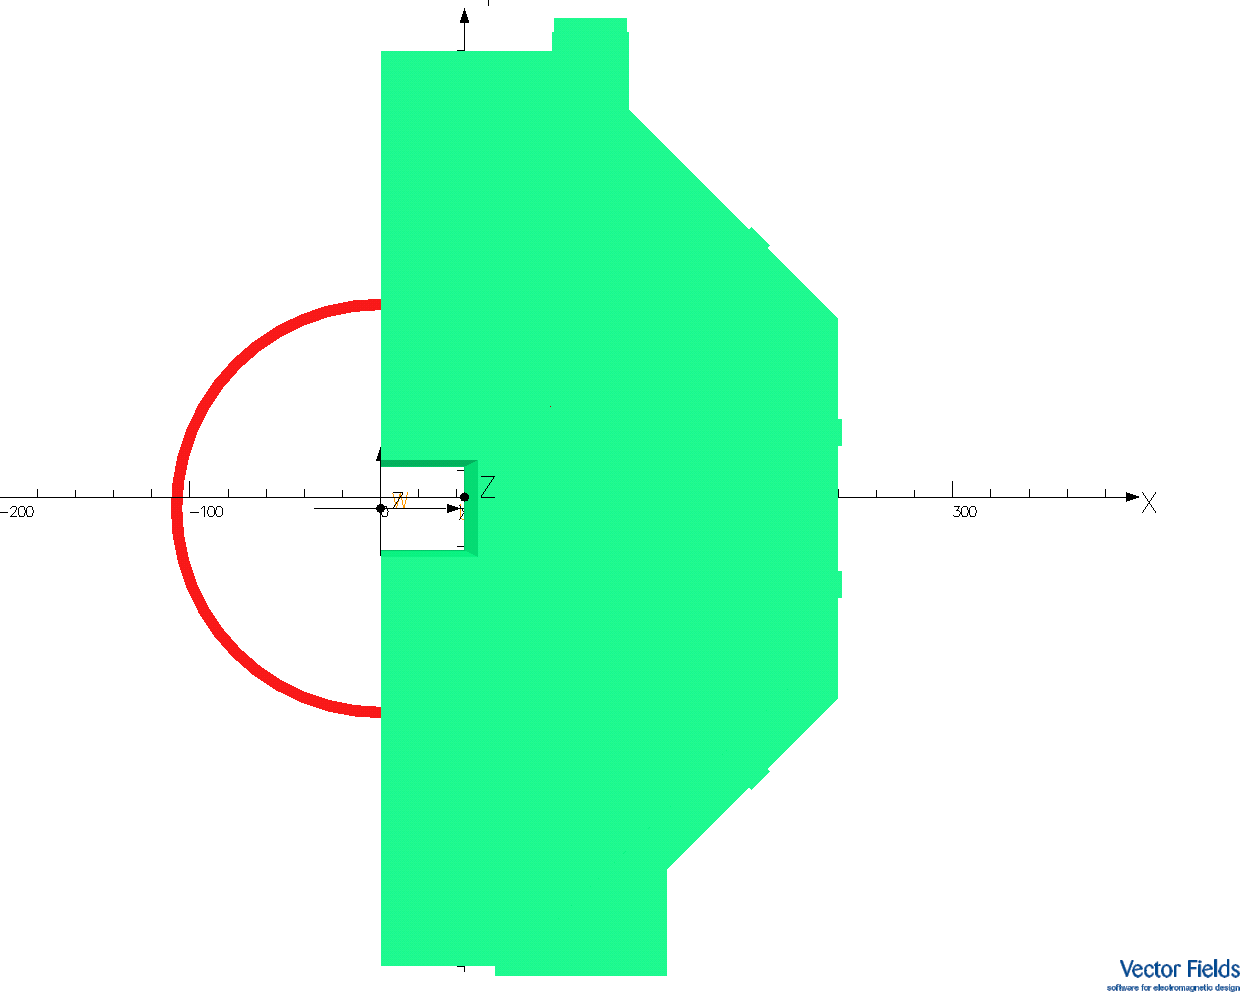 Z
Z
X
-200
-100
0
300
Vector Fields
software for electromagnetic design